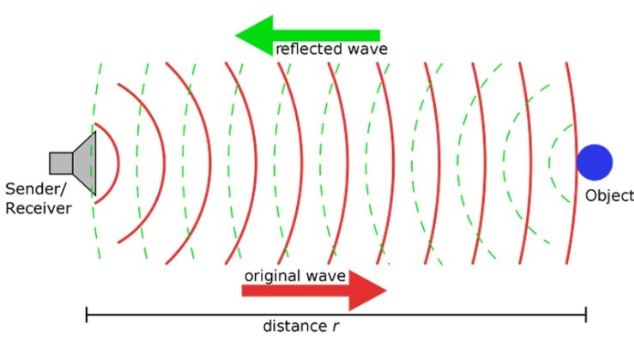 reflected wave
Sender/
Receiver
Object
original wave
distance r